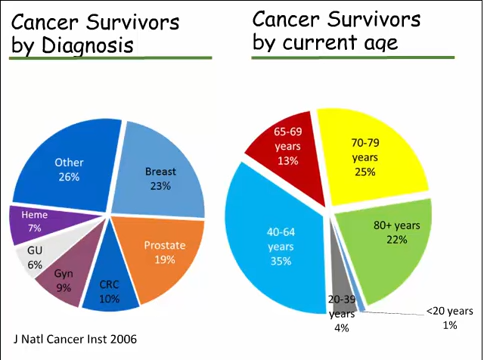 Cancer Survivors
by Diagnosis
Cancer Survivors
by current age
Other
26%
Breast
23%
Heme
7%
GU
6%
Gyn
9%
CRC
10%
Prostate
19%
65-69
years
13%
70-79
years
25%
40-64
years
35%
80+ years
22%
20-39
years
4%
<20 years
1%
J Natl Cancer Inst 2006